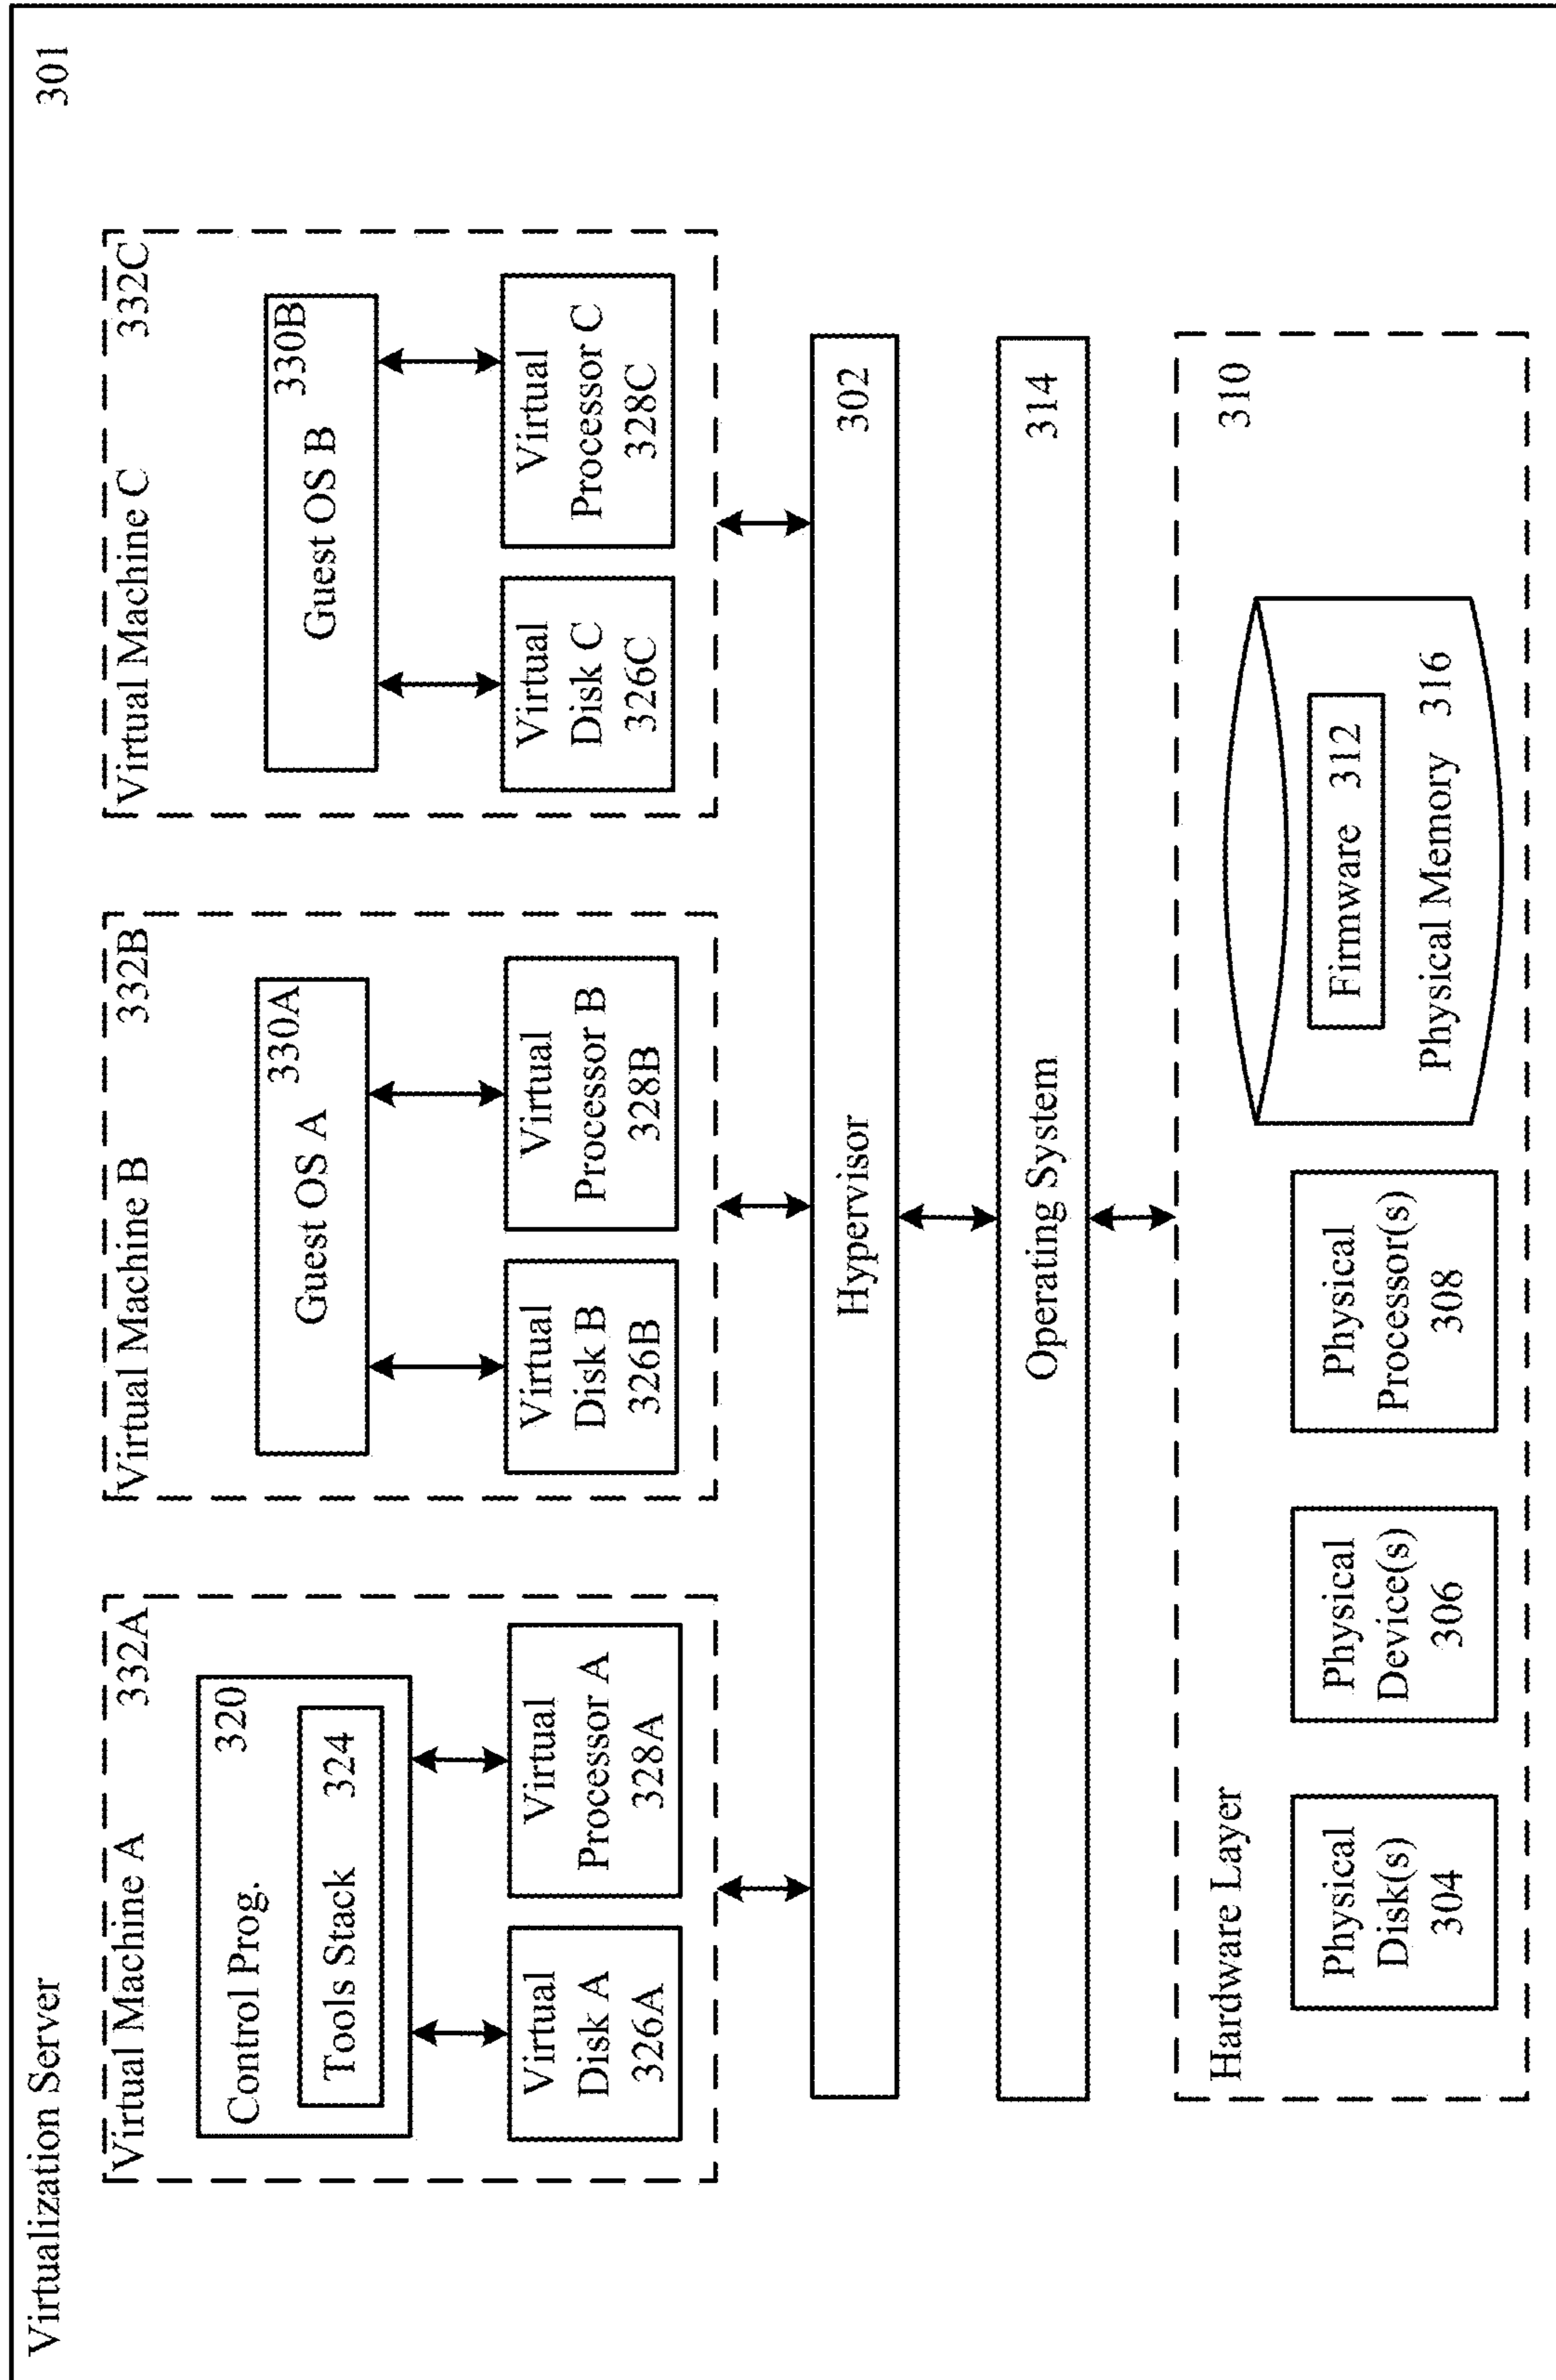 Virtualization Server 301
Virtual Machine A 332A
Control Prog. 320
Tools Stack 324
Virtual
Disk A
326A
Virtual
Processor A
328A
Virtual Machine B 332B
330A
Guest OS A
Virtual
Disk B
326B
Virtual
Processor B
328B
Virtual Machine C 332C
330B
Guest OS B
Virtual
Disk C
326C
Virtual
Processor C
328C
Hypervisor 302
Operating System 314
Hardware Layer 310
Physical
Disk(s)
304
Physical
Device(s)
306
Physical
Processor(s)
308
Firmware 312
Physical Memory 316